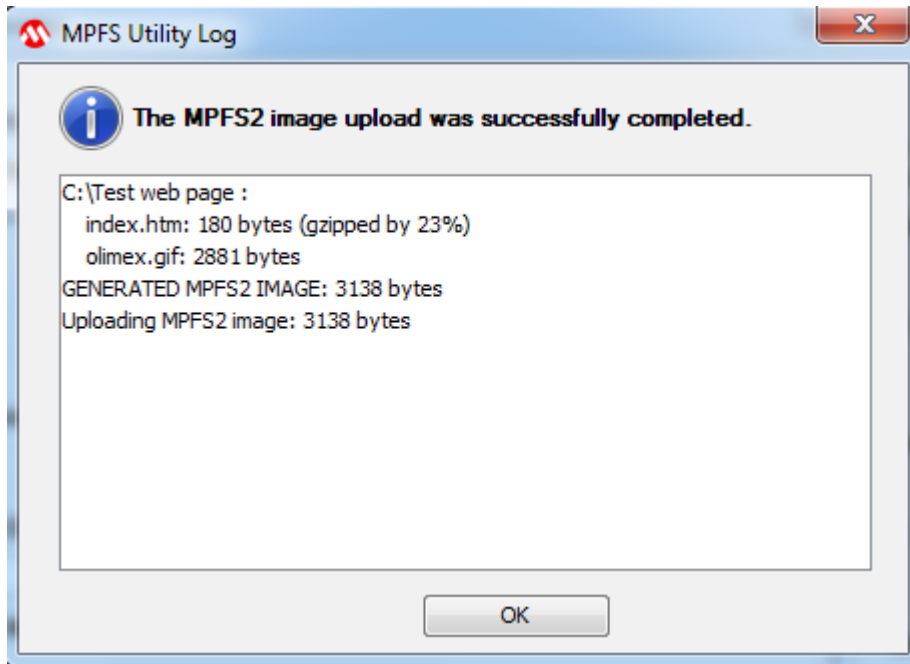 MPFS Utility Log
The MPFS2 image upload was successfully completed.
C:\Test web page :
index.htm: 180 bytes (gzipped by 23%)
olimex.gif: 2881 bytes
GENERATED MPFS2 IMAGE: 3138 bytes
Uploading MPFS2 image: 3138 bytes
OK